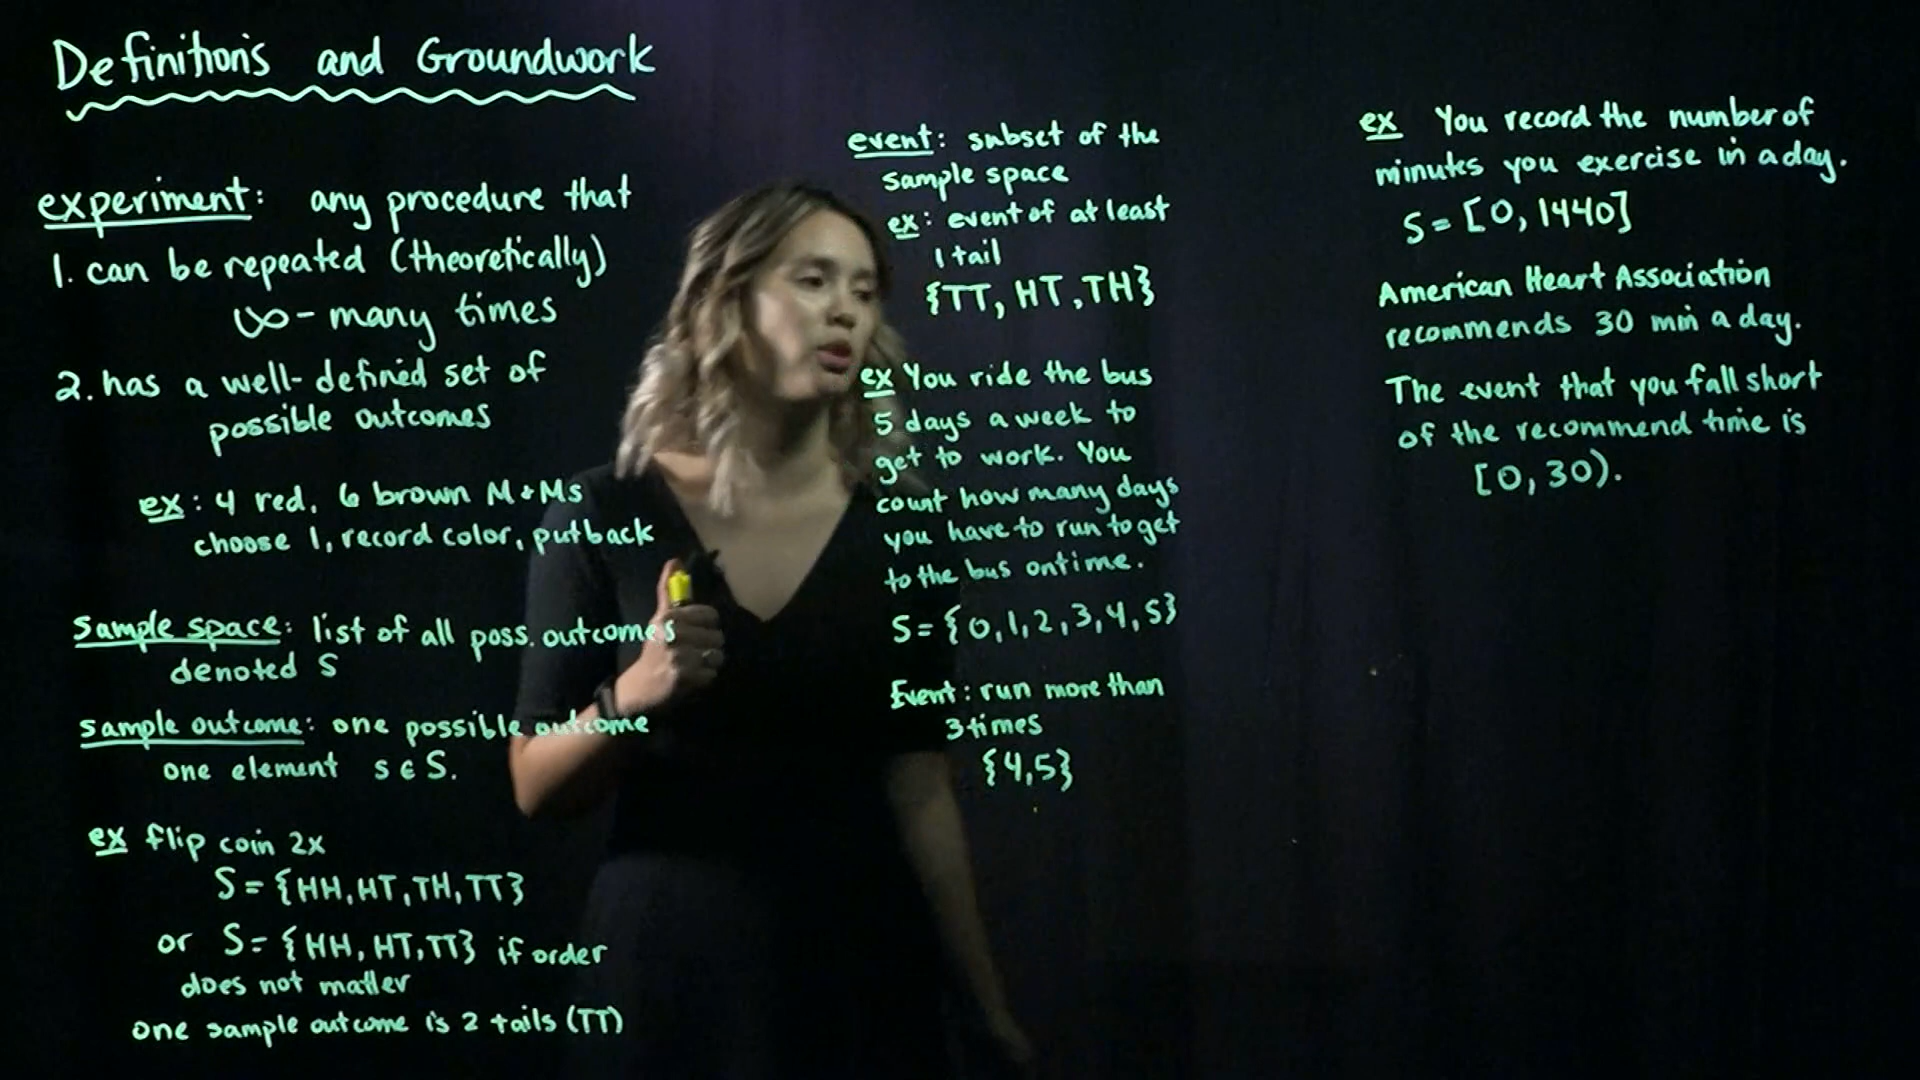 Definitions and Groundwork
experiment: any procedure that
1. can be repeated (theoretically)
∞-many times
2. has a well-defined set of
possible outcomes
ex: 4 red, 6 brown M&Ms
choose 1, record color, put back
Sample space: list of all poss. outcomes
denoted S
sample outcome: one possible outcome
one element s ∈ S.
ex flip coin 2x
S = {HH, HT, TH, TT}
or S = {HH, HT, TT} if order
does not matter
one sample outcome is 2 tails (TT)
event: subset of the
sample space
ex: event of at least
1 tail
{TT, HT, TH}
ex You ride the bus
5 days a week to
get to work. You
count how many days
you have to run to get
to the bus on time.
S = {0, 1, 2, 3, 4, 5}
Event: run more than
3 times
{4, 5}
ex You record the number of
minutes you exercise in a day.
S = [0, 1440]
American Heart Association
recommends 30 min a day.
The event that you fall short
of the recommend time is
[0, 30).